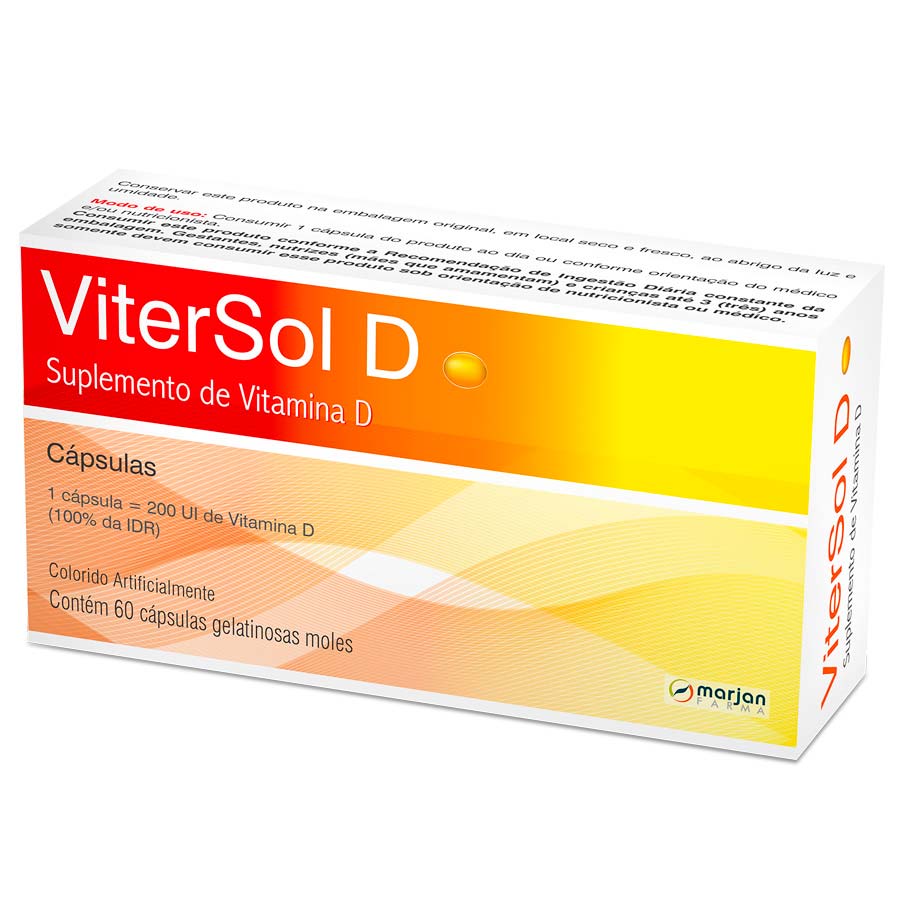 Conservar este produto na embalagem original, em local seco e fresco, ao abrigo da luz e
umidade.
Modo de uso: Consumir 1 cápsula do produto ao dia ou conforme orientação do médico
e/ou nutricionista.
Consumir este produto conforme a Recomendação de Ingestão Diária constante da
embalagem. Gestantes, nutrizes (mães que amamentam) e crianças até 3 (três) anos
somente devem consumir esse produto sob orientação de nutricionista ou médico.
ViterSol D
Suplemento de Vitamina D
Cápsulas
1 cápsula = 200 UI de Vitamina D
(100% da IDR)
Colorido Artificialmente
Contém 60 cápsulas gelatinosas moles
marjan
FARMA
ViterSol D
Suplemento de Vitamina D